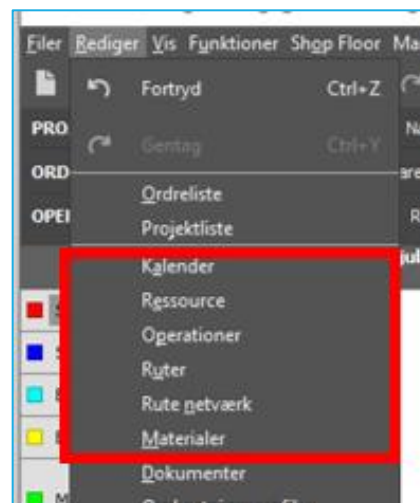 Filer Rediger Vis Funktioner Shop Floor Ma
Fortryd Ctrl+Z
PRO
Gentag Ctrl+Y
ORD
Ordreliste
OPE
Projektliste
Kalender
Ressource
Operationer
Ruter
Rute netværk
Materialer
Dokumenter